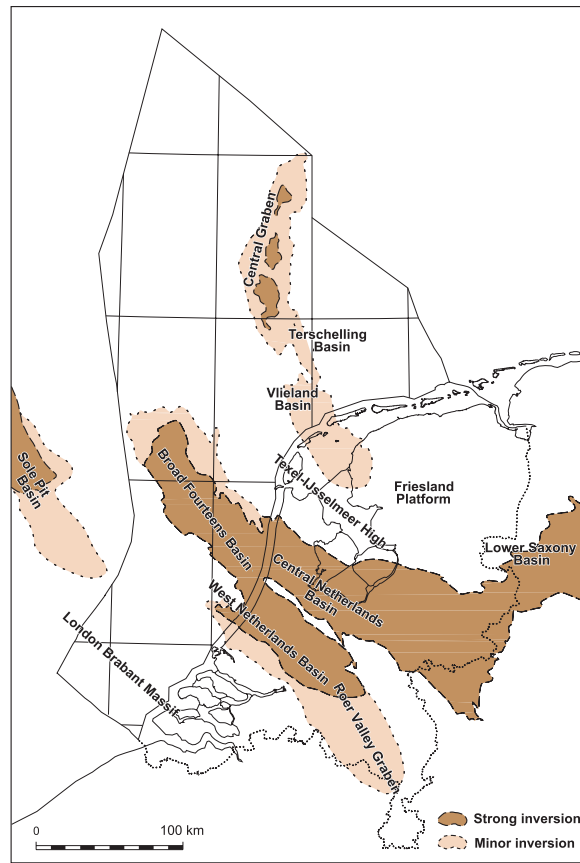 Central Graben
Terschelling
Basin
Vlieland
Basin
Sole Pit
Basin
Broad Fourteens Basin
Texel-IJsselmeer High
Friesland
Platform
Lower Saxony
Basin
Central Netherlands
Basin
West Netherlands Basin
London Brabant Massif
Roer Valley Graben
Strong inversion
Minor inversion
0 100 km